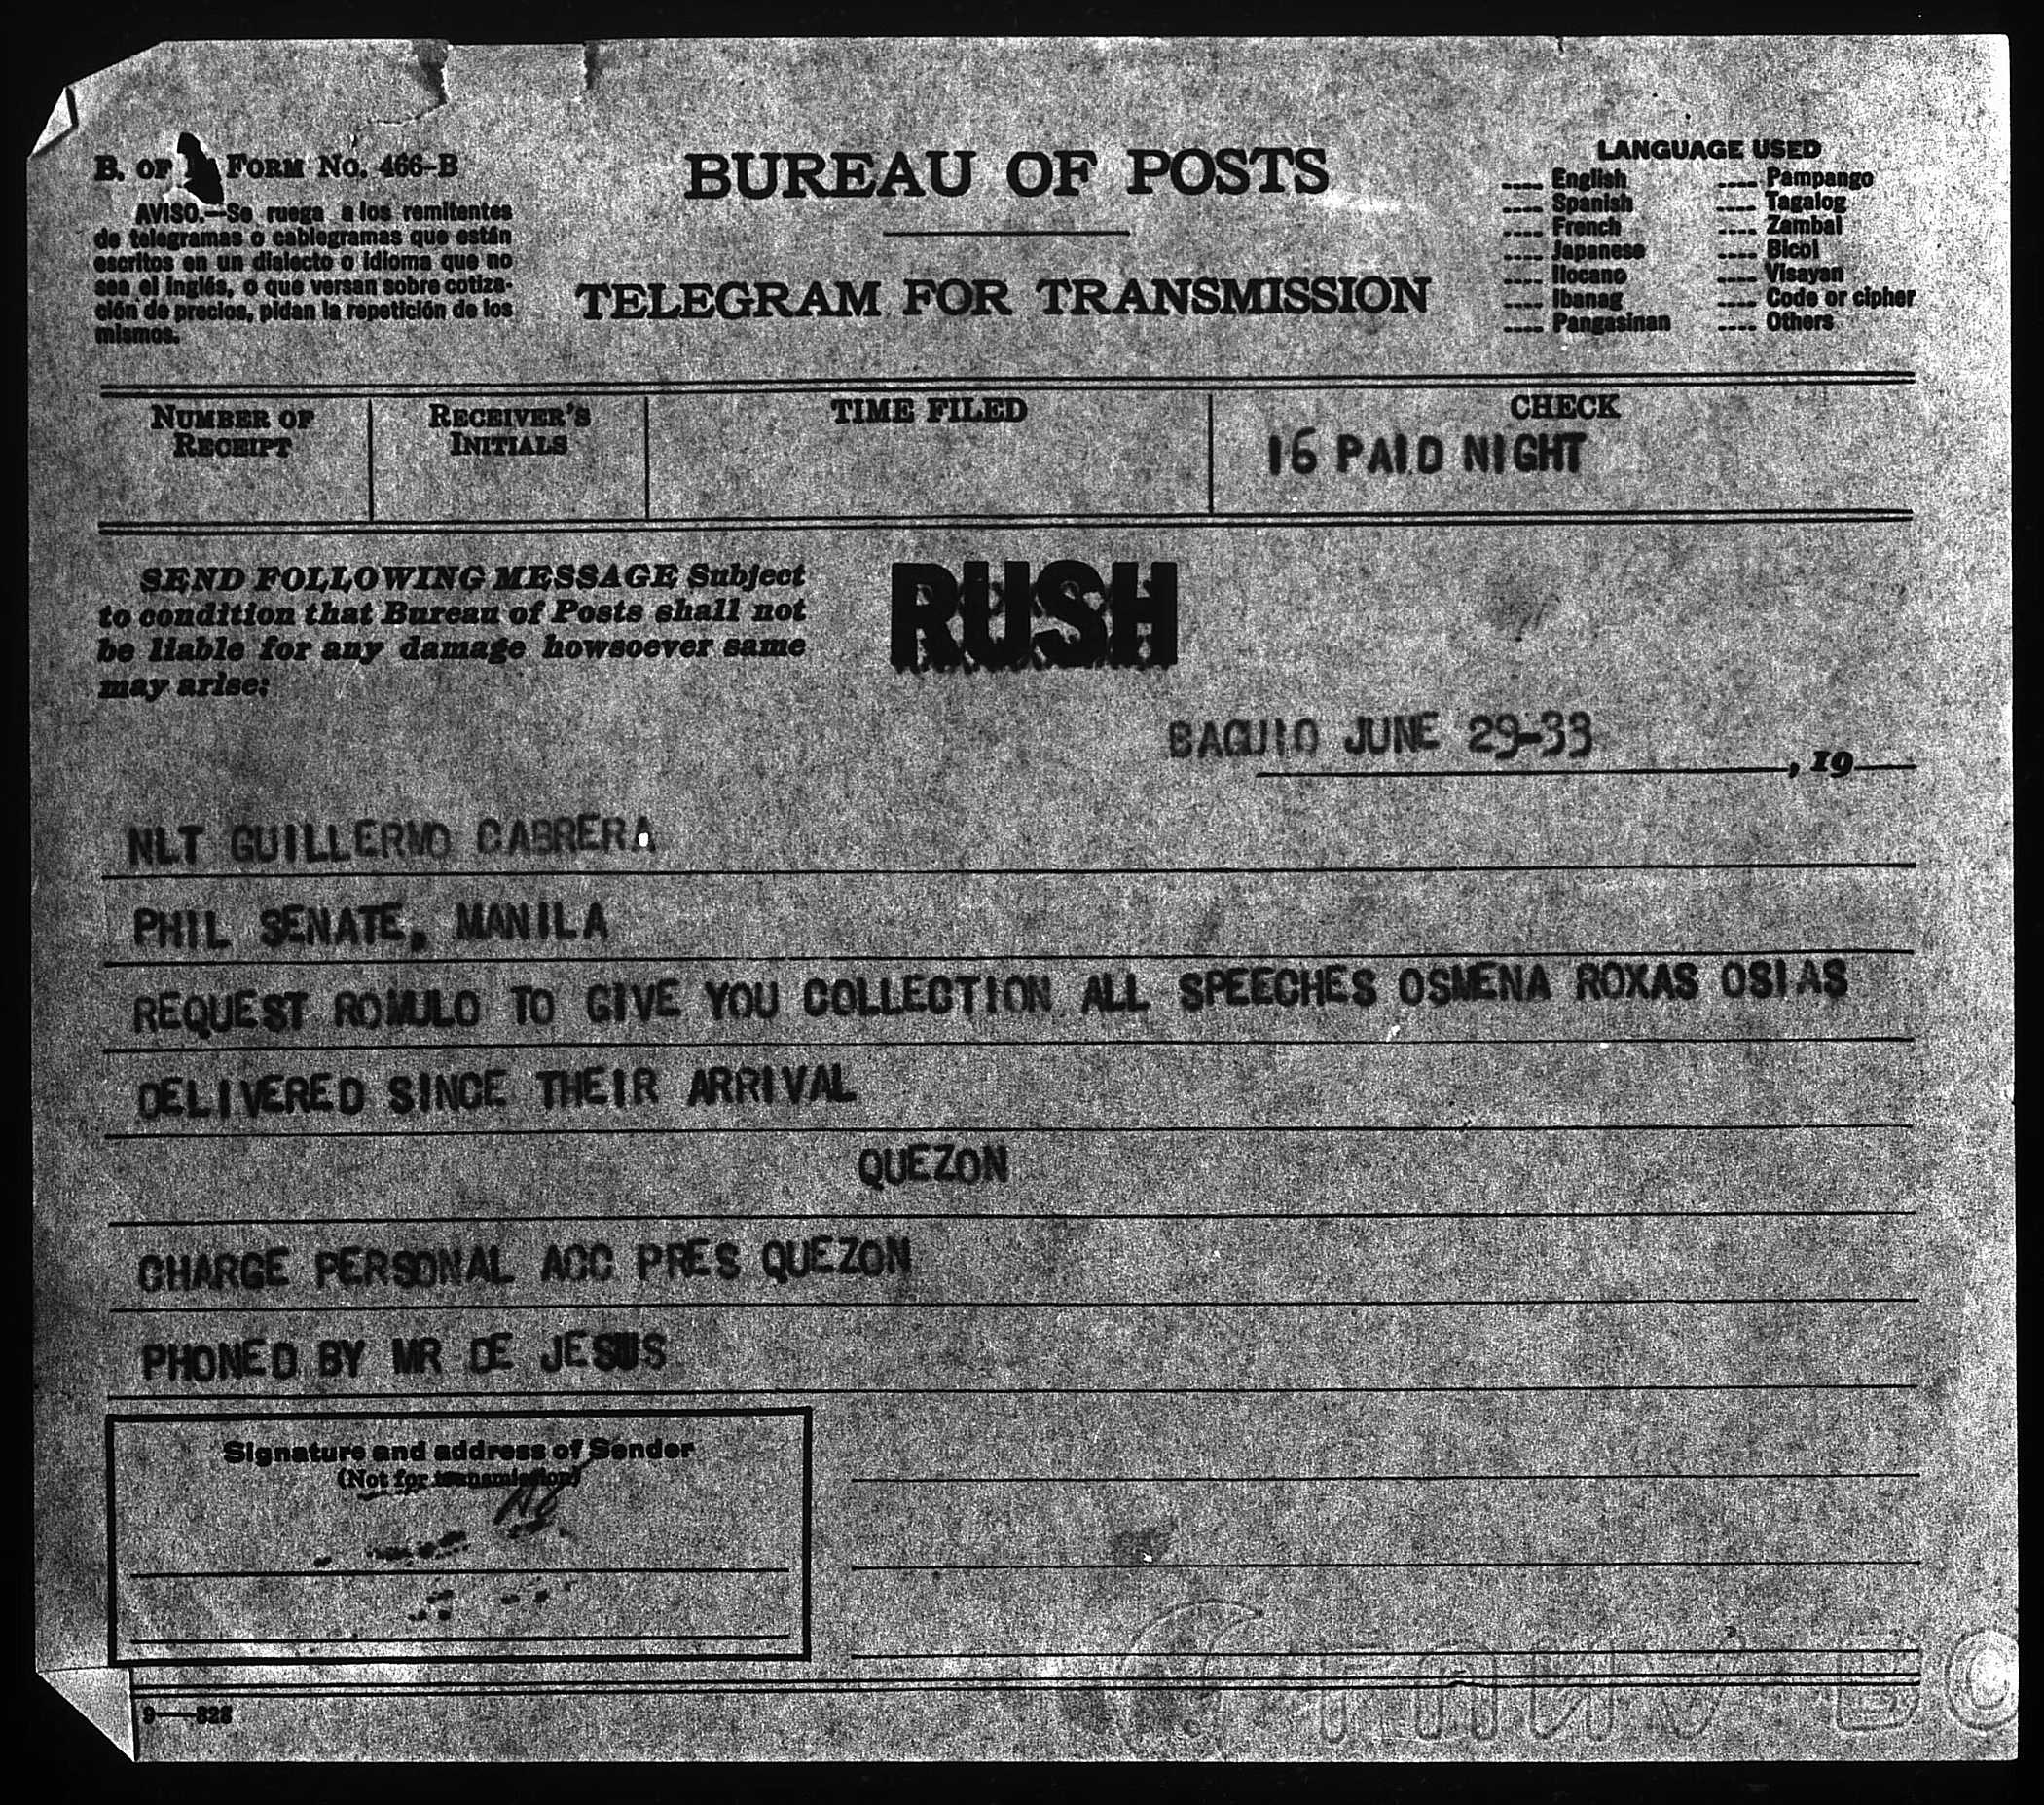 B. OF FORM NO. 466-B
AVISO.—Se ruega a los remitentes
de telegramas o cablegramas que están
escritos en un dialecto o idioma que no
sea el Inglés, o que versan sobre cotiza-
ción de precios, pidan la repetición de los
mismos.
BUREAU OF POSTS
TELEGRAM FOR TRANSMISSION
LANGUAGE USED
.... English .... Pampango
.... Spanish .... Tagalog
.... French .... Zambal
.... Japanese .... Bicol
.... Ilocano .... Visayan
.... Ibanag .... Code or cipher
.... Pangasinan .... Others
NUMBER OF RECEIPT
RECEIVER'S INITIALS
TIME FILED
CHECK
16 PAID NIGHT
SEND FOLLOWING MESSAGE Subject
to condition that Bureau of Posts shall not
be liable for any damage howsoever same
may arise:
RUSH
BAGUIO JUNE 29-33
, 19
NLT GUILLERMO CABRERA
PHIL SENATE, MANILA
REQUEST ROMULO TO GIVE YOU COLLECTION ALL SPEECHES OSMENA ROXAS OSIAS
DELIVERED SINCE THEIR ARRIVAL
QUEZON
CHARGE PERSONAL ACC PRES QUEZON
PHONED BY MR DE JESUS
Signature and address of Sender
(Not for transmission)
9—828